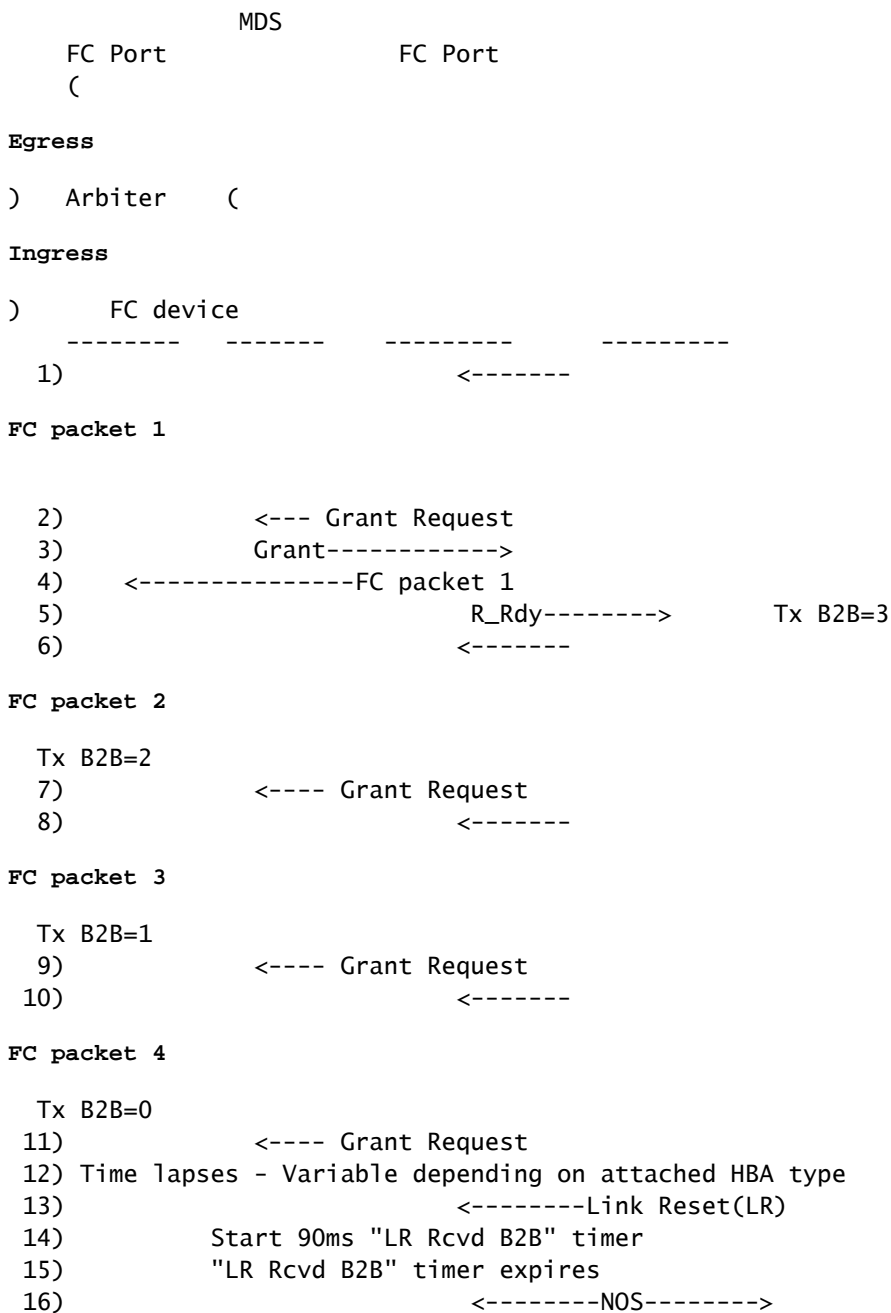 MDS
FC Port FC Port
(
Egress
) Arbiter (
Ingress
) FC device
-------- ------- --------- ---------
1) <-------
FC packet 1
2) <--- Grant Request
3) Grant------------>
4) <---------------FC packet 1
5) R_Rdy--------> Tx B2B=3
6) <-------
FC packet 2
Tx B2B=2
7) <---- Grant Request
8) <-------
FC packet 3
Tx B2B=1
9) <---- Grant Request
10) <-------
FC packet 4
Tx B2B=0
11) <---- Grant Request
12) Time lapses - Variable depending on attached HBA type
13) <--------Link Reset(LR)
14) Start 90ms "LR Rcvd B2B" timer
15) "LR Rcvd B2B" timer expires
16) <--------NOS-------->